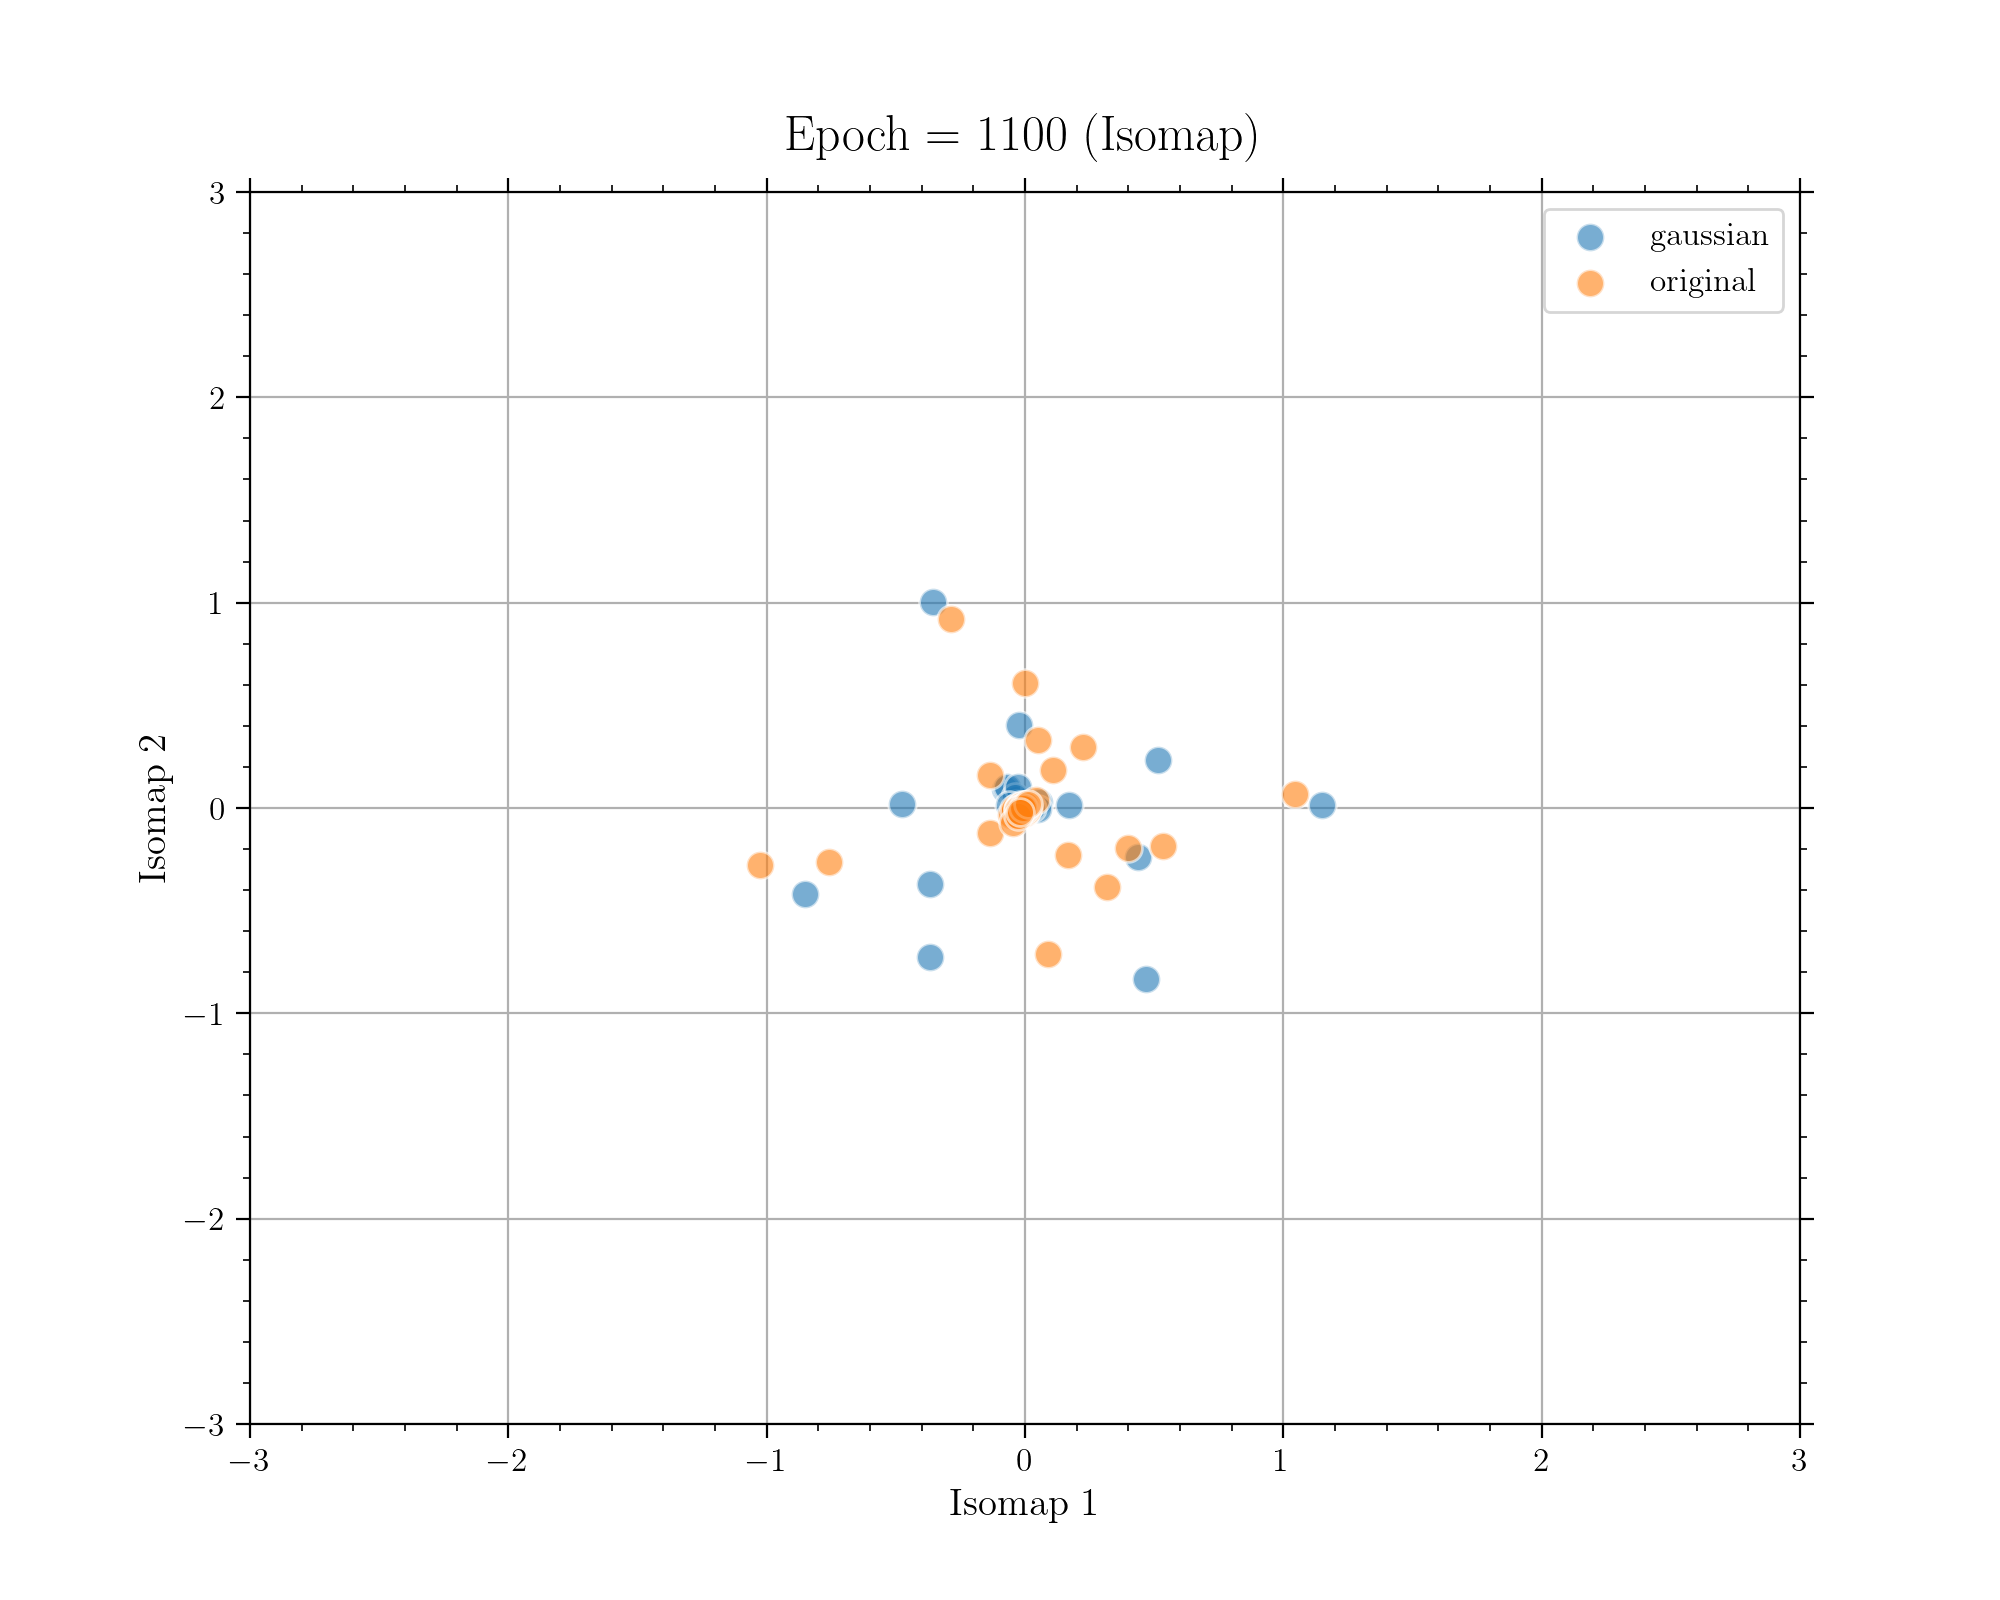 Epoch = 1100 (Isomap)
3
2
1
0
−1
−2
−3
−3 −2 −1 0 1 2 3
Isomap 1
Isomap 2
gaussian
original